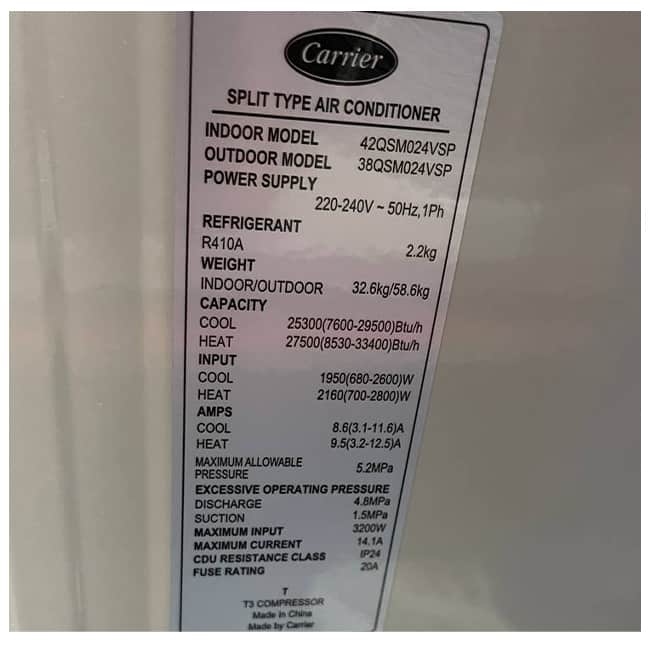 Carrier
SPLIT TYPE AIR CONDITIONER
INDOOR MODEL 42QSM024VSP
OUTDOOR MODEL 38QSM024VSP
POWER SUPPLY
220-240V ~ 50Hz,1Ph
REFRIGERANT
R410A 2.2kg
WEIGHT
INDOOR/OUTDOOR 32.6kg/58.6kg
CAPACITY
COOL 25300(7600-29500)Btu/h
HEAT 27500(8530-33400)Btu/h
INPUT
COOL 1950(680-2600)W
HEAT 2160(700-2800)W
AMPS
COOL 8.6(3.1-11.6)A
HEAT 9.5(3.2-12.5)A
MAXIMUM ALLOWABLE
PRESSURE 5.2MPa
EXCESSIVE OPERATING PRESSURE
DISCHARGE 4.8MPa
SUCTION 1.5MPa
MAXIMUM INPUT 3200W
MAXIMUM CURRENT 14.1A
CDU RESISTANCE CLASS IP24
FUSE RATING 20A
T
T3 COMPRESSOR
Made in China
Made by Carrier